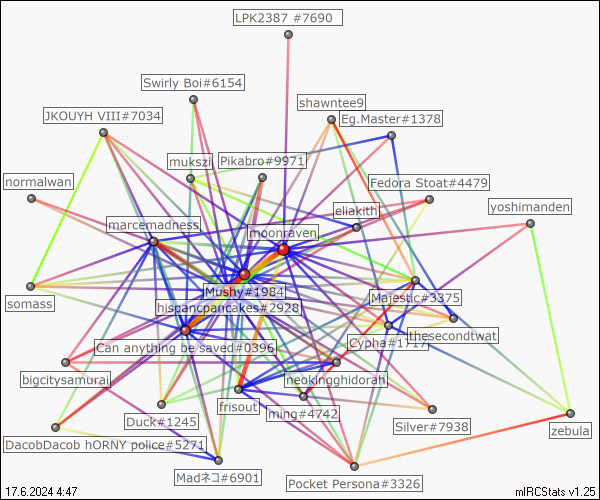 LPK2387 #7690
Swirly Boi#6154
shawntee9
JKOUYH VIII#7034
Eg.Master#1378
mukszi
Pikabro#9971
normalwan
Fedora Stoat#4479
eliakith
yoshimanden
marcemadness
moonraven
Mushy#1984
Majestic#3375
somass
hispancpancakes#2928
thesecondtwat
Can anything be saved#0396
Cypha#1717
bigcitysamurai
neokingghidorah
frisout
ming#4742
Duck#1245
Silver#7938
zebula
DacobDacob hORNY police#5271
Madネコ#6901
Pocket Persona#3326
17.6.2024 4:47
mIRCStats v1.25